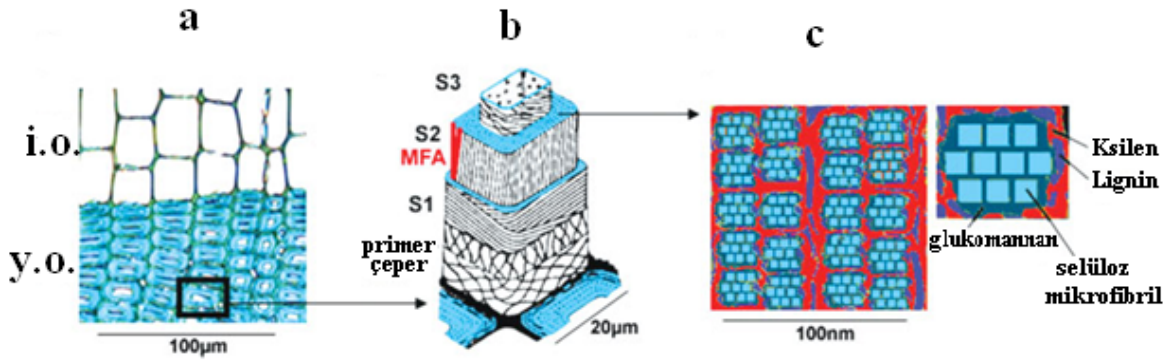 a
b
c
i.o.
y.o.
100µm
S3
S2
MFA
S1
primer
çeper
20µm
Ksilen
Lignin
glukomannan
selüloz
mikrofibril
100nm